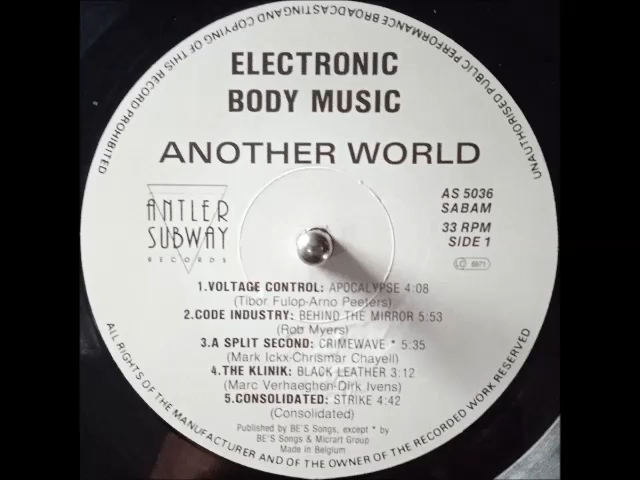 UNAUTHORISED PUBLIC PERFORMANCE BROADCASTING AND COPYING OF THIS RECORD PROHIBITED
ELECTRONIC
BODY MUSIC
ANOTHER WORLD
ANTLER
SUBWAY
RECORDS
AS 5036
SABAM
33 RPM
SIDE 1
LC 6871
1.VOLTAGE CONTROL: APOCALYPSE 4:08
(Tibor Fulop-Arno Peeters)
2.CODE INDUSTRY: BEHIND THE MIRROR 5:53
(Rob Myers)
3.A SPLIT SECOND: CRIMEWAVE * 5:35
(Mark Ickx-Chrismar Chayell)
4.THE KLINIK: BLACK LEATHER 3:12
(Marc Verhaeghen-Dirk Ivens)
5.CONSOLIDATED: STRIKE 4:42
(Consolidated)
Published by BE'S Songs, except * by
BE'S Songs & Micrart Group
Made in Belgium
ALL RIGHTS OF THE MANUFACTURER AND OF THE OWNER OF THE RECORDED WORK RESERVED